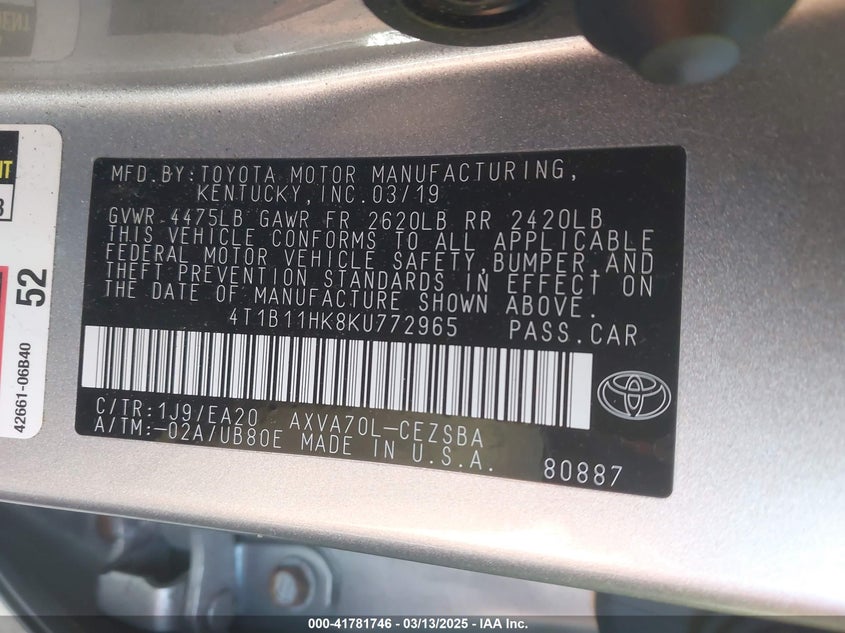 MFD.BY:TOYOTA MOTOR MANUFACTURING,
KENTUCKY,INC.03/19
GVWR 4475LB GAWR FR 2620LB RR 2420LB
THIS VEHICLE CONFORMS TO ALL APPLICABLE
FEDERAL MOTOR VEHICLE SAFETY,BUMPER,AND
THEFT PREVENTION STANDARDS IN EFFECT ON
THE DATE OF MANUFACTURE SHOWN ABOVE.
4T1B11HK8KU772965 PASS.CAR
C/TR:1J9/EA20 AXVA70L-CEZSBA
A/TM:-02A/UB80E MADE IN U.S.A.
80887
52
42661-06B40
000-41781746 — 03/13/2025 — IAA Inc.